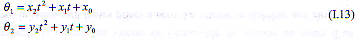 θ₁ = x₂t² + x₁t + x₀
θ₂ = y₂t² + y₁t + y₀
(I.13)